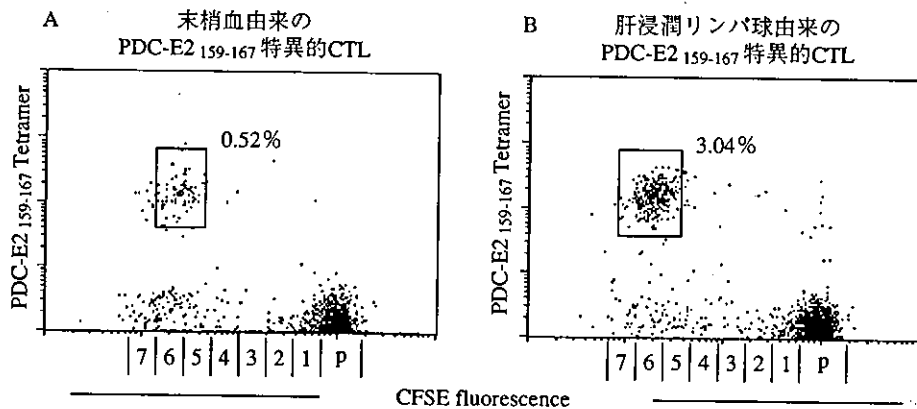 A
末梢血由来の
PDC-E2 159-167 特異的CTL
PDC-E2 159-167 Tetramer
0.52%
7 6 5 4 3 2 1 P
B
肝浸潤リンパ球由来の
PDC-E2 159-167 特異的CTL
PDC-E2 159-167 Tetramer
3.04%
7 6 5 4 3 2 1 P
CFSE fluorescence